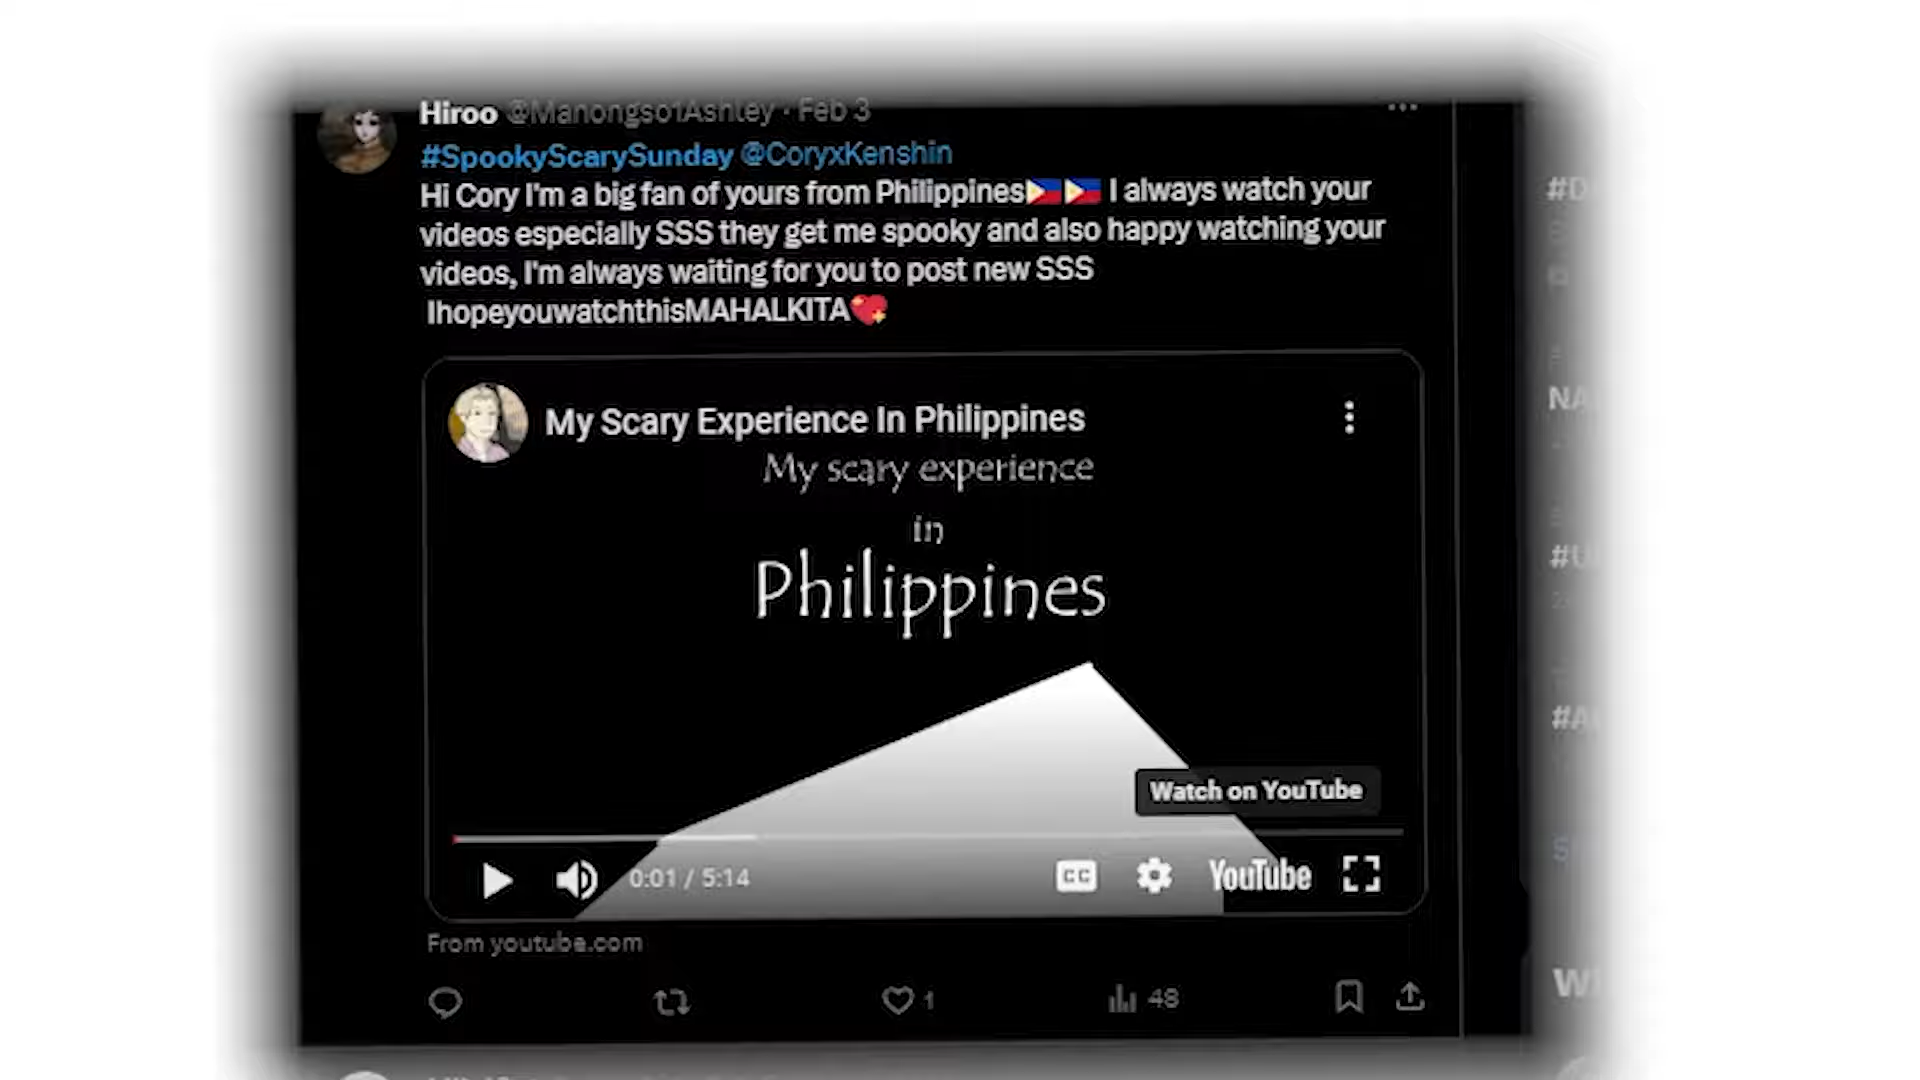 Hiroo @Manongso1Ashley · Feb 3
#SpookyScarySunday @CoryxKenshin
Hi Cory I'm a big fan of yours from Philippines🇵🇭🇵🇭 I always watch your
videos especially SSS they get me spooky and also happy watching your
videos, I'm always waiting for you to post new SSS
IhopeyouwatchthisMAHALKITA💖
My Scary Experience In Philippines
My scary experience
in
Philippines
Watch on YouTube
0:01 / 5:14
CC
YouTube
From youtube.com
1
48